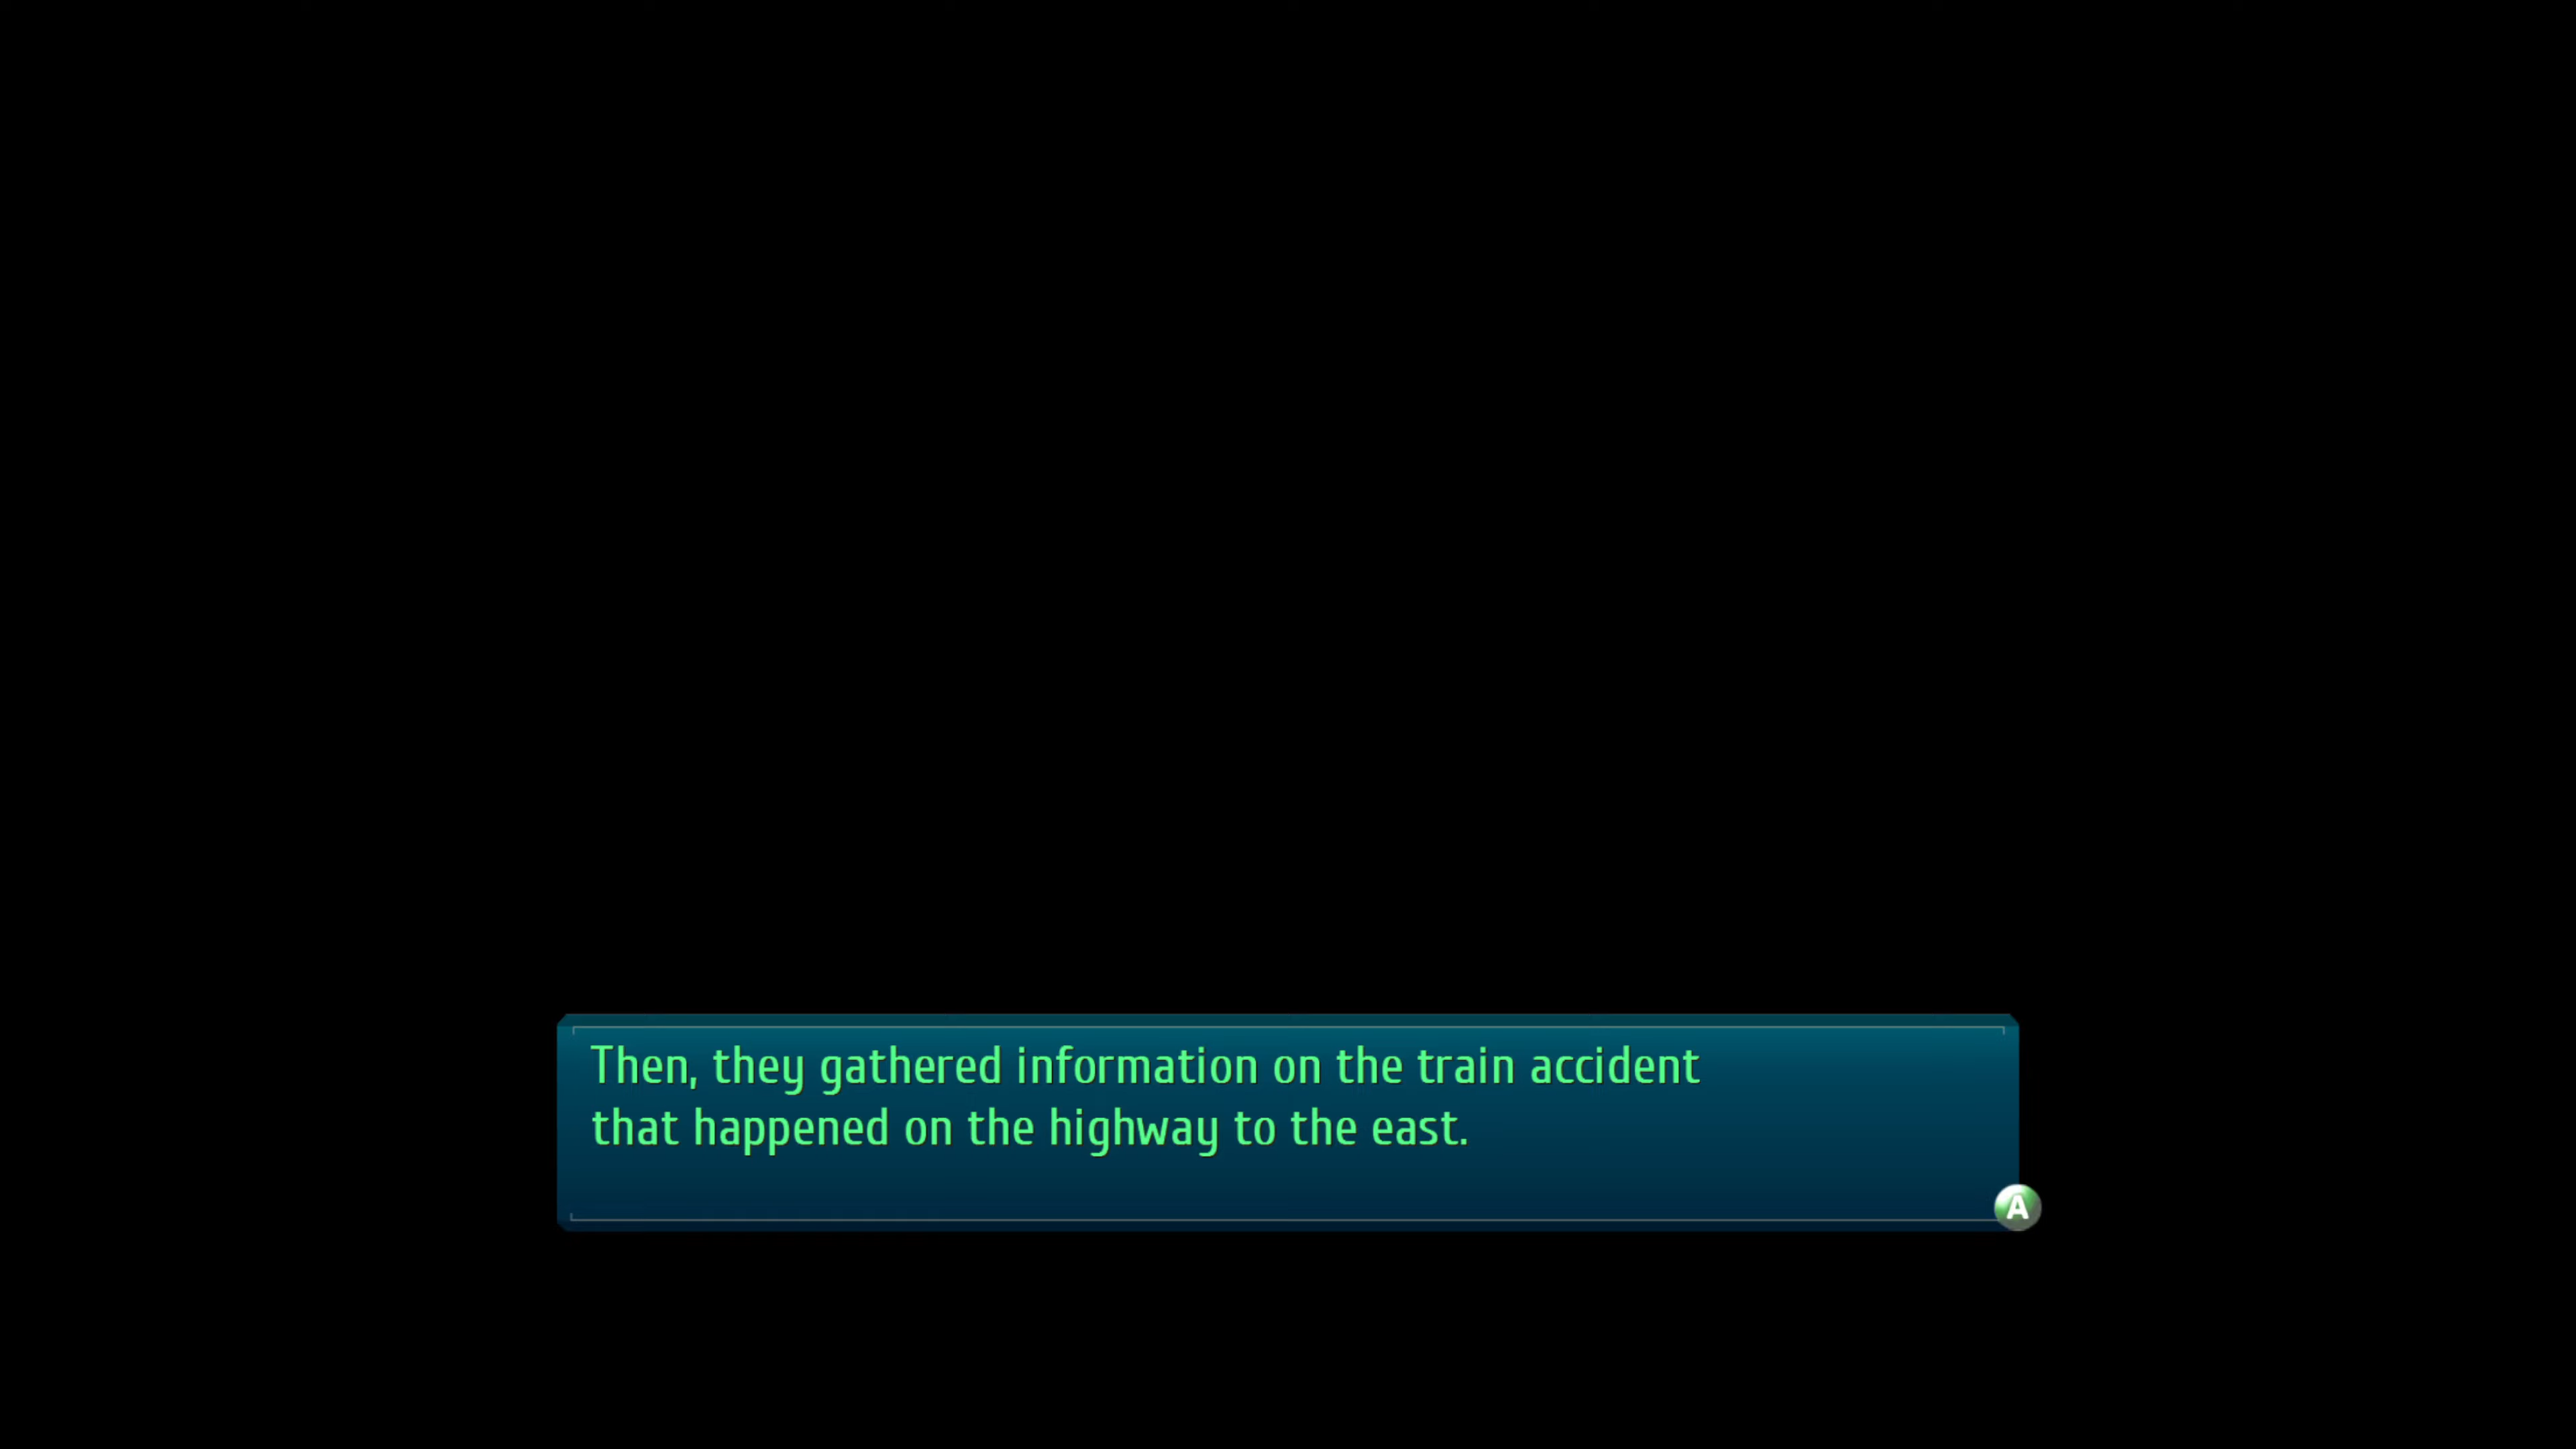 Then, they gathered information on the train accident
that happened on the highway to the east.
A